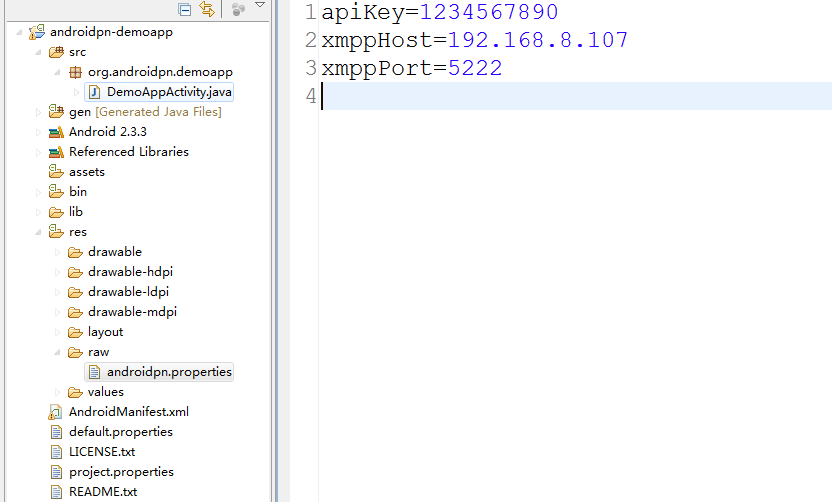 androidpn-demoapp
src
org.androidpn.demoapp
DemoAppActivity.java
gen [Generated Java Files]
Android 2.3.3
Referenced Libraries
assets
bin
lib
res
drawable
drawable-hdpi
drawable-ldpi
drawable-mdpi
layout
raw
androidpn.properties
values
AndroidManifest.xml
default.properties
LICENSE.txt
project.properties
README.txt
1 apiKey=1234567890
2 xmppHost=192.168.8.107
3 xmppPort=5222
4